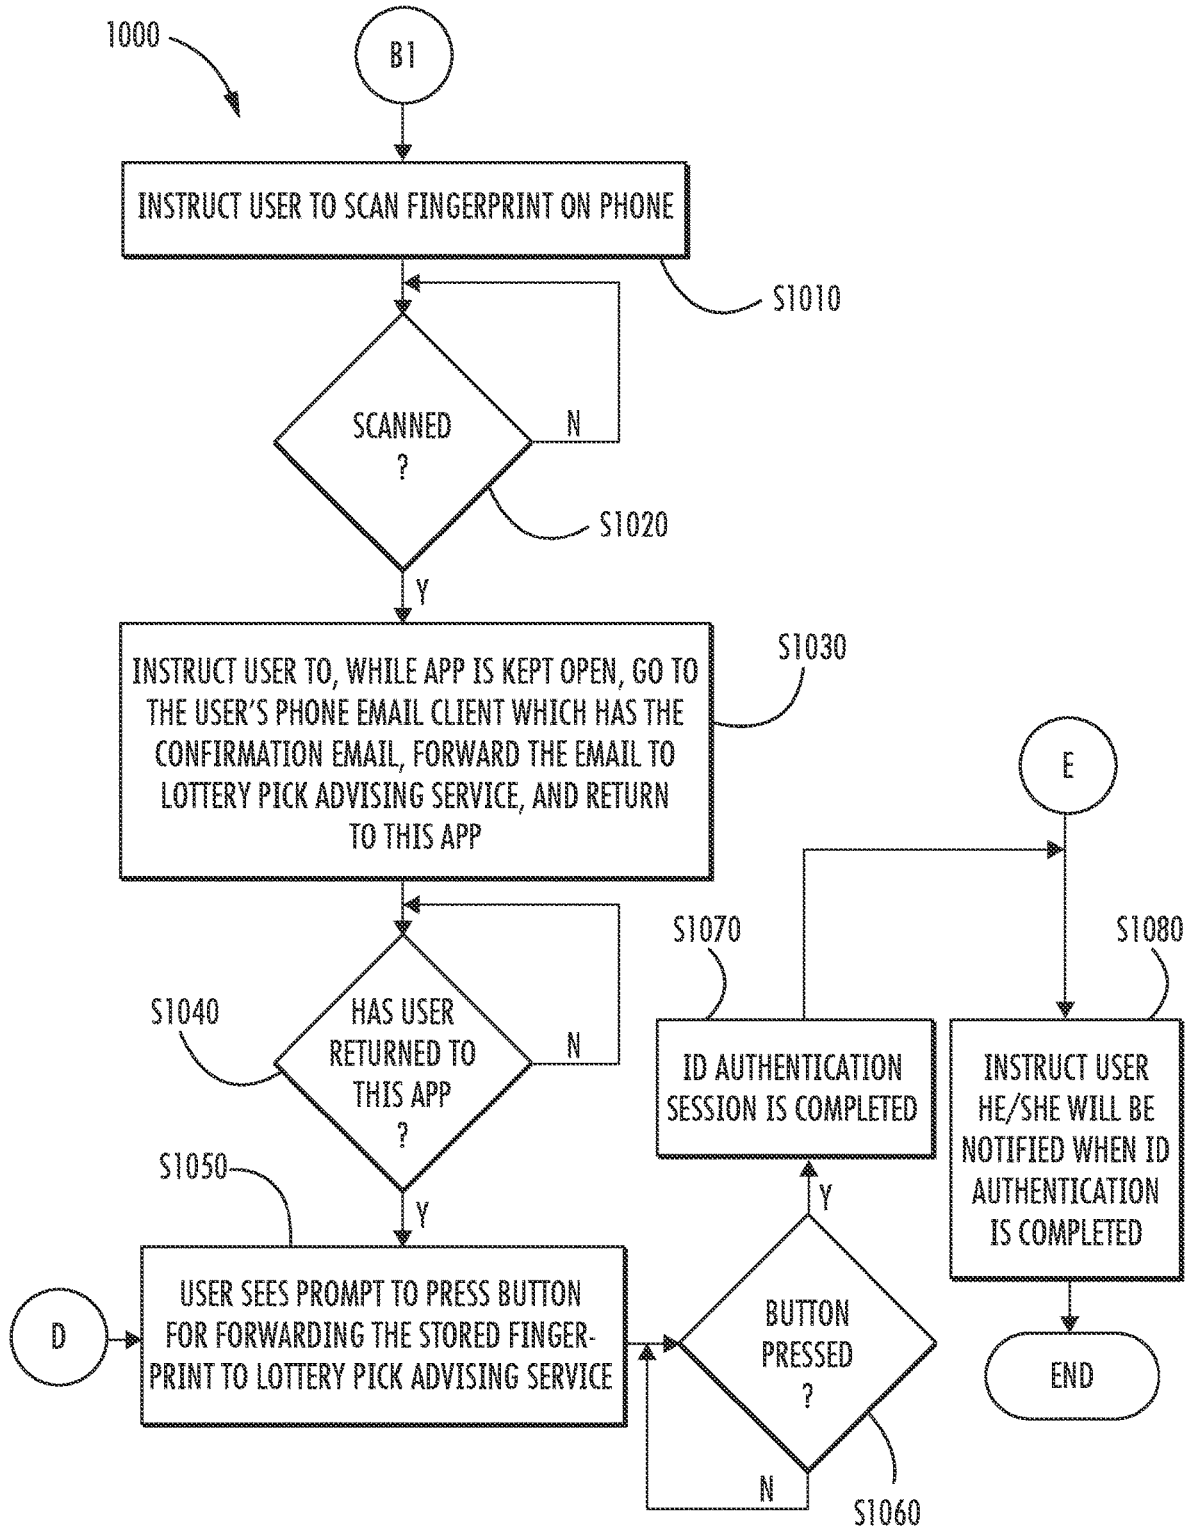 1000
B1
INSTRUCT USER TO SCAN FINGERPRINT ON PHONE
S1010
SCANNED
?
N
S1020
Y
INSTRUCT USER TO, WHILE APP IS KEPT OPEN, GO TO
THE USER'S PHONE EMAIL CLIENT WHICH HAS THE
CONFIRMATION EMAIL, FORWARD THE EMAIL TO
LOTTERY PICK ADVISING SERVICE, AND RETURN
TO THIS APP
S1030
HAS USER
RETURNED TO
THIS APP
?
N
S1040
Y
S1050
D
USER SEES PROMPT TO PRESS BUTTON
FOR FORWARDING THE STORED FINGER-
PRINT TO LOTTERY PICK ADVISING SERVICE
BUTTON
PRESSED
?
N
S1060
Y
S1070
ID AUTHENTICATION
SESSION IS COMPLETED
E
S1080
INSTRUCT USER
HE/SHE WILL BE
NOTIFIED WHEN ID
AUTHENTICATION
IS COMPLETED
END